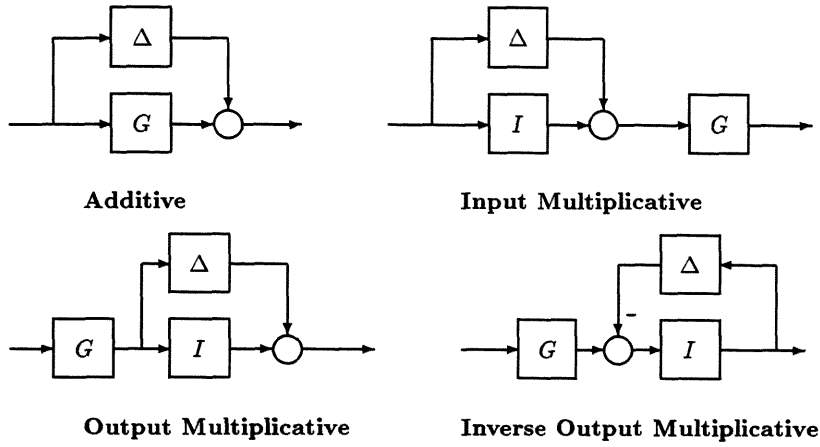 Δ Δ
G I G
Additive Input Multiplicative
Δ Δ
G I G - I
Output Multiplicative Inverse Output Multiplicative